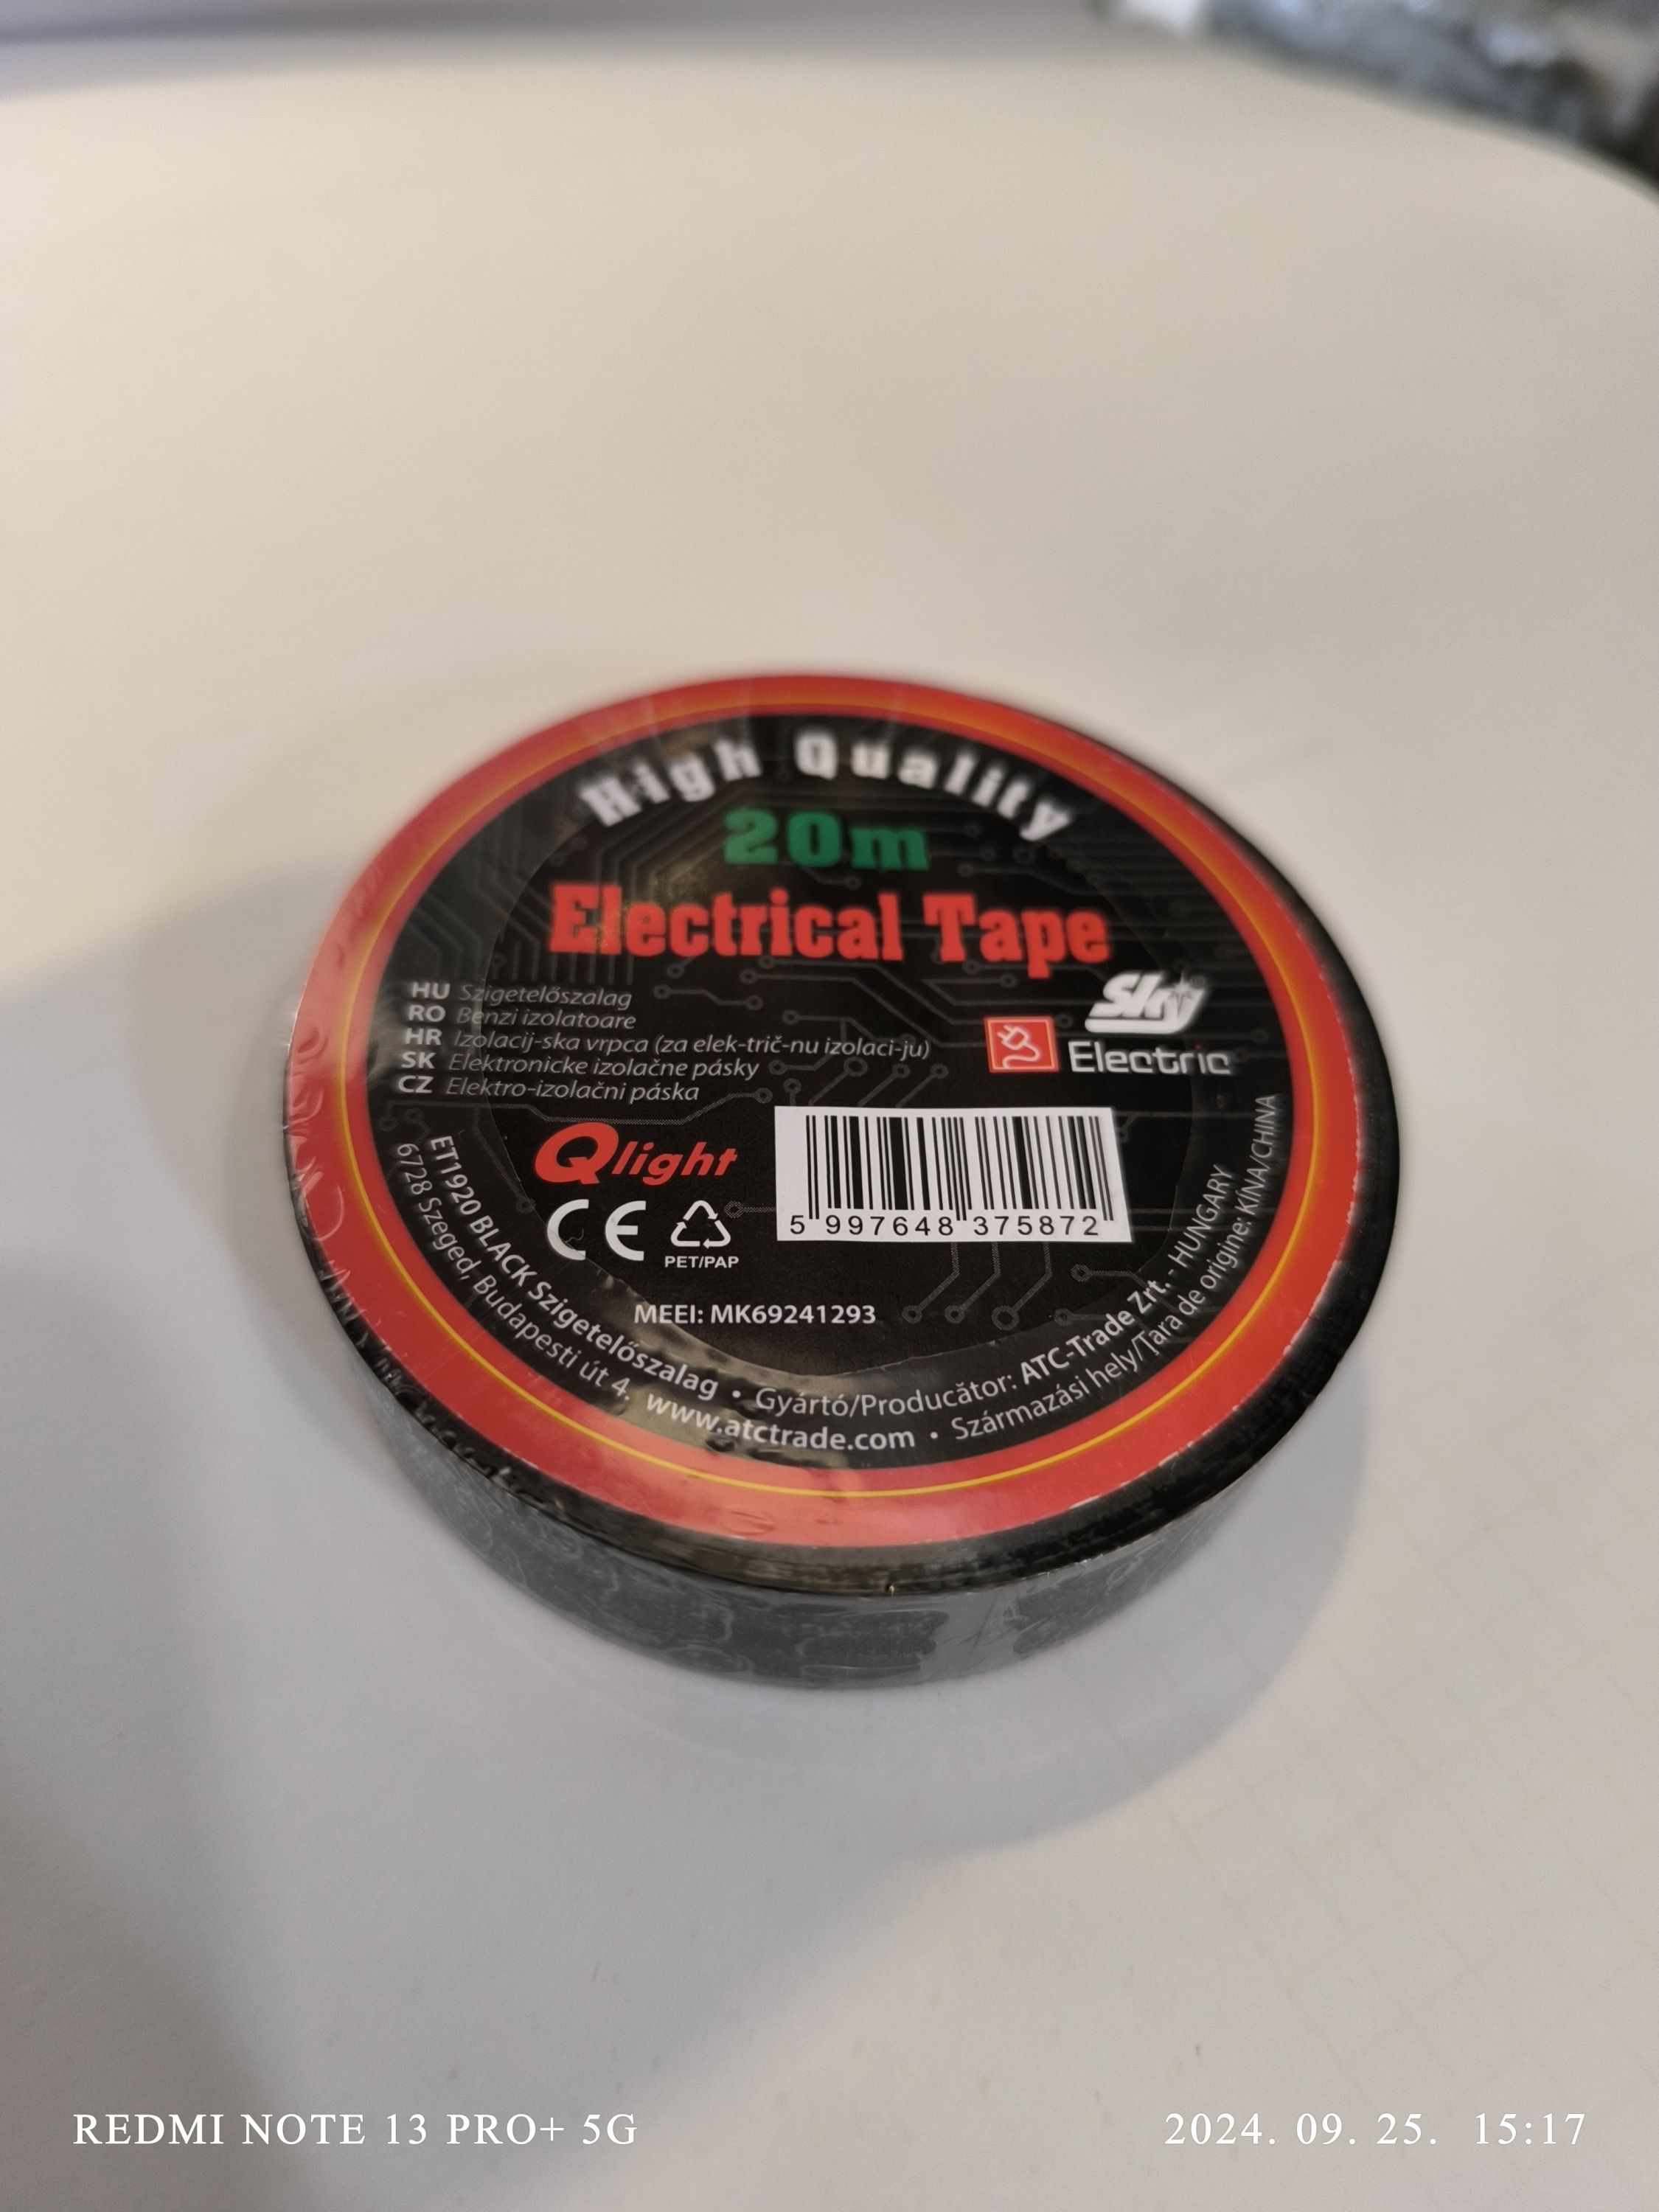 High Quality
20m
Electrical Tape
HU Szigetelőszalag
RO Benzi izolatoare
HR Izolacij-ska vrpca (za elek-trič-nu izolaci-ju)
SK Elektronicke izolačne pásky
CZ Elektro-izolačni páska
Sky
Electric
Qlight
CE
PET/PAP
5 997648 375872
MEEI: MK69241293
ET1920 BLACK Szigetelőszalag • Gyártó/Producător: ATC-Trade Zrt. - HUNGARY
6728 Szeged, Budapesti út 4. www.atctrade.com • Származási hely/Țara de origine: KÍNA/CHINA
REDMI NOTE 13 PRO+ 5G
2024. 09. 25. 15:17